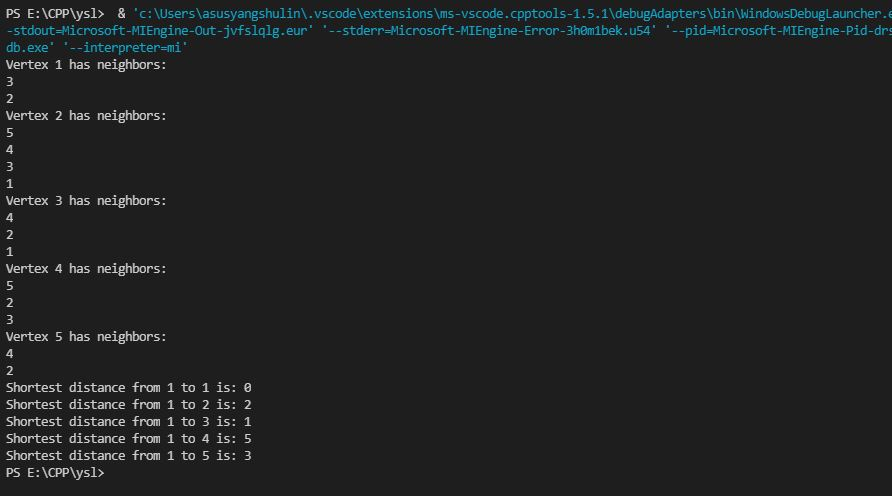 PS E:\CPP\ysl>  & 'c:\Users\asusyangshulin\.vscode\extensions\ms-vscode.cpptools-1.5.1\debugAdapters\bin\WindowsDebugLauncher.e
-stdout=Microsoft-MIEngine-Out-jvfslqlg.eur' '--stderr=Microsoft-MIEngine-Error-3h0m1bek.u54' '--pid=Microsoft-MIEngine-Pid-drs
db.exe' '--interpreter=mi'
Vertex 1 has neighbors:
3
2
Vertex 2 has neighbors:
5
4
3
1
Vertex 3 has neighbors:
4
2
1
Vertex 4 has neighbors:
5
2
3
Vertex 5 has neighbors:
4
2
Shortest distance from 1 to 1 is: 0
Shortest distance from 1 to 2 is: 2
Shortest distance from 1 to 3 is: 1
Shortest distance from 1 to 4 is: 5
Shortest distance from 1 to 5 is: 3
PS E:\CPP\ysl>